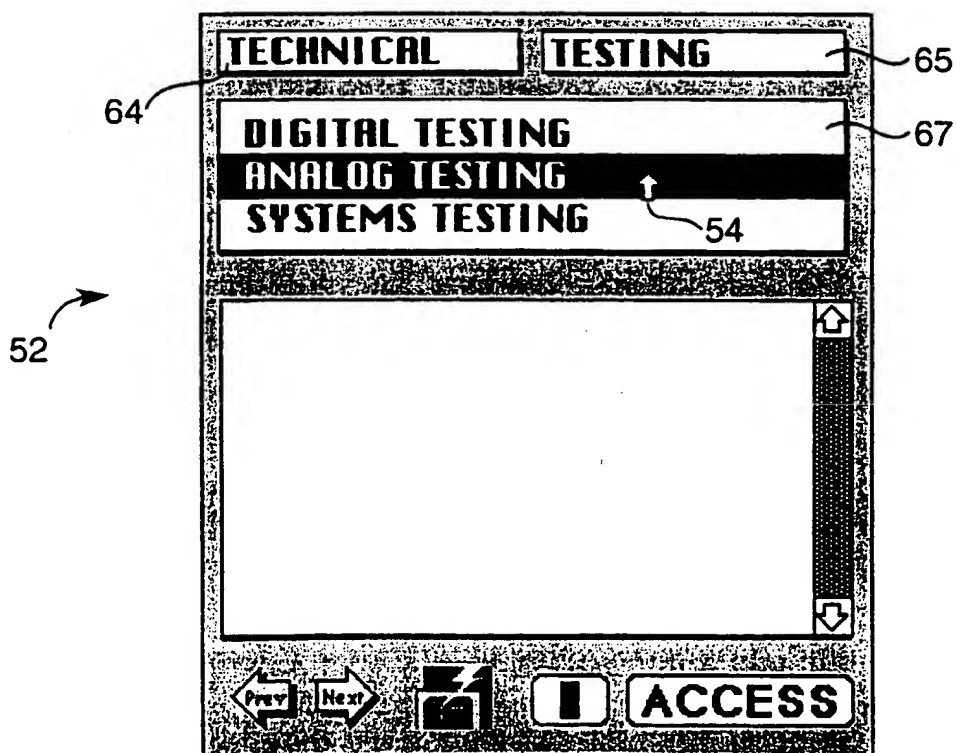 TECHNICAL TESTING 65
64
DIGITAL TESTING 67
ANALOG TESTING
SYSTEMS TESTING 54
52
Prev Next ACCESS